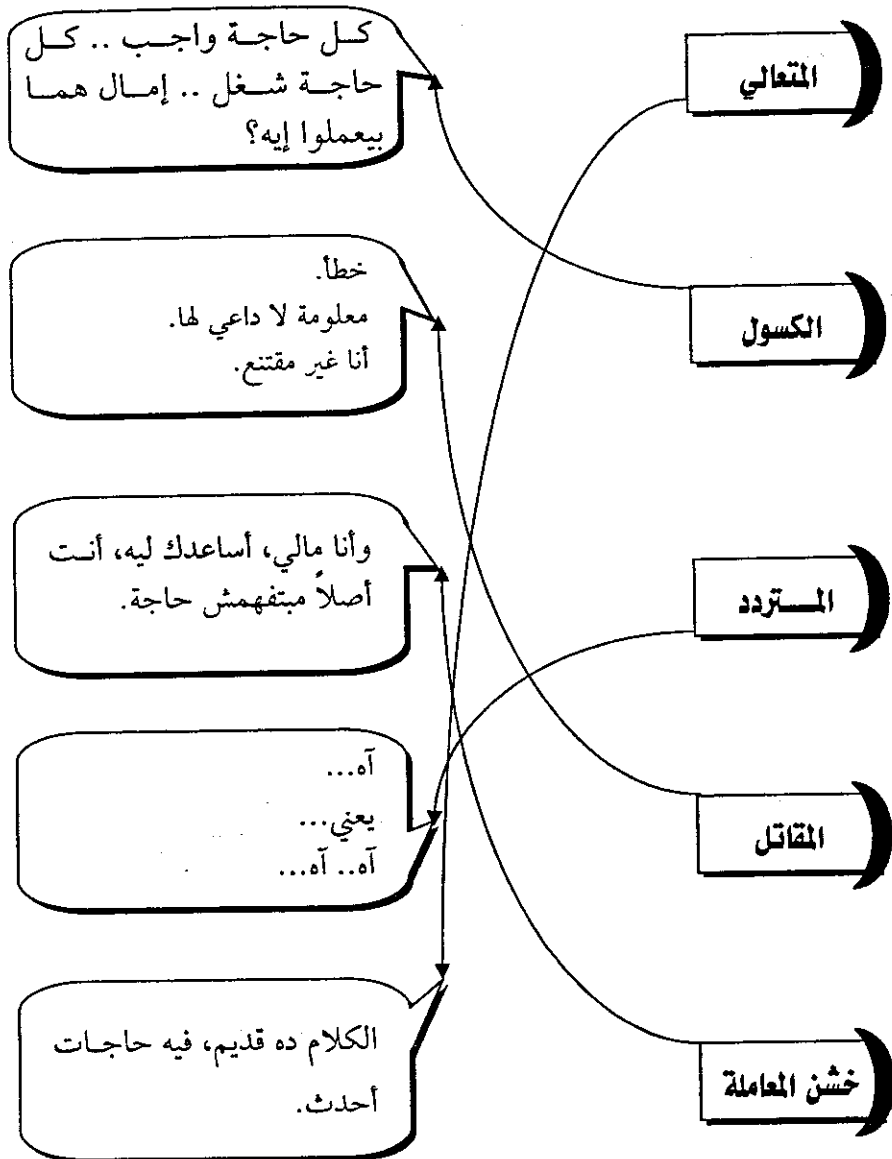 المتعالي
كل حاجة واجب .. كل
حاجة شغل .. إمال هما
بيعملوا إيه؟
الكسول
خطأ.
معلومة لا داعي لها.
أنا غير مقتنع.
المتردد
وأنا مالي، أساعدك ليه، أنت
أصلاً مبتفهمش حاجة.
المقاتل
آه...
يعني...
آه.. آه...
خشن المعاملة
الكلام ده قديم، فيه حاجات
أحدث.